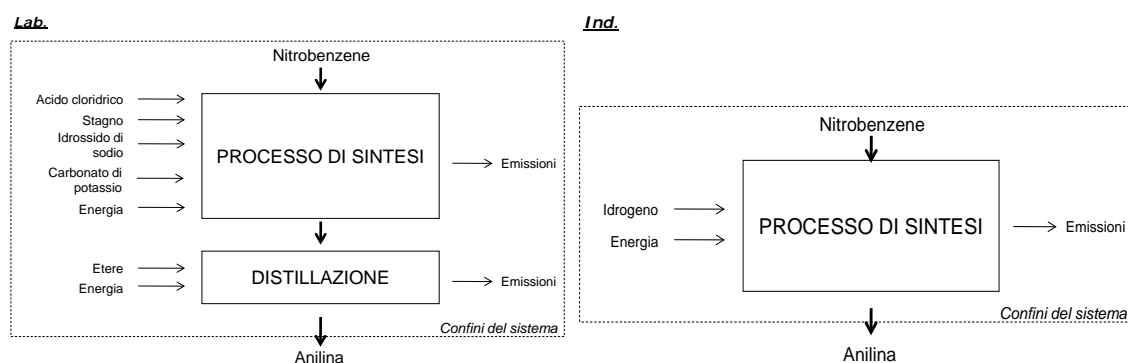 Lab.
Nitrobenzene
Acido cloridrico
Stagno
Idrossido di
sodio
Carbonato di
potassio
Energia
PROCESSO DI SINTESI
Emissioni
Etere
Energia
DISTILLAZIONE
Emissioni
Confini del sistema
Anilina
Ind.
Nitrobenzene
Idrogeno
Energia
PROCESSO DI SINTESI
Emissioni
Confini del sistema
Anilina